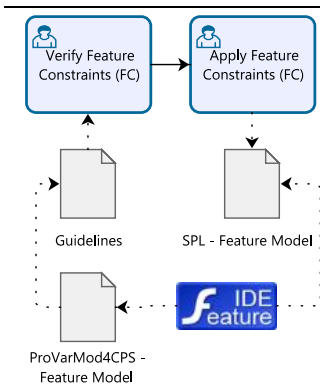 Verify Feature
Constraints (FC)
Apply Feature
Constraints (FC)
Guidelines
SPL - Feature Model
IDE
Feature
ProVarMod4CPS -
Feature Model